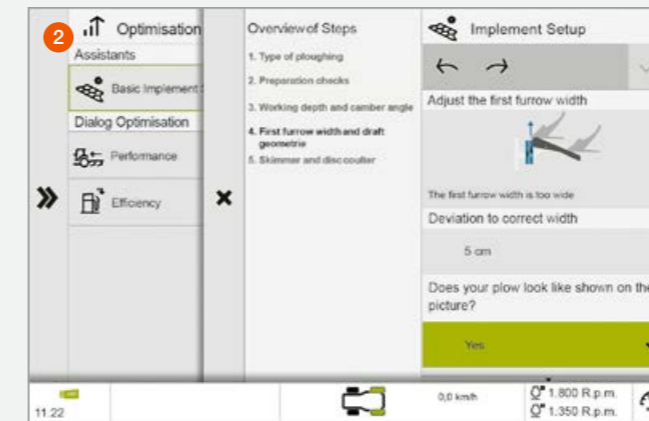 2
Optimisation
Assistants
Basic Implement
Dialog Optimisation
Performance
Efficiency
Overview of Steps
1. Type of ploughing
2. Preparation checks
3. Working depth and camber angle
4. First furrow width and draft
geometrie
5. Skimmer and disc coulter
Implement Setup
Adjust the first furrow width
The first furrow width is too wide
Deviation to correct width
5 cm
Does your plow look like shown on the
picture?
Yes
11.22
0,0 km/h
1.800 R.p.m.
1.350 R.p.m.